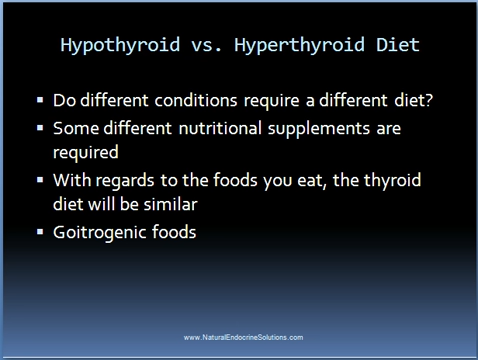 Hypothyroid vs. Hyperthyroid Diet
▪ Do different conditions require a different diet?
▪ Some different nutritional supplements are
required
▪ With regards to the foods you eat, the thyroid
diet will be similar
▪ Goitrogenic foods
www.NaturalEndocrineSolutions.com